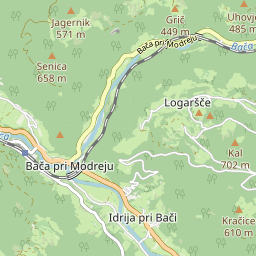 Jagernik
571 m
Grič
449 m
Uhovj
485 m
Bača pri
Modreju
Bača
Senica
658 m
Logaršče
Kal
702 m
Bača pri Modreju
Idrija pri Bači
Kračice
610 m